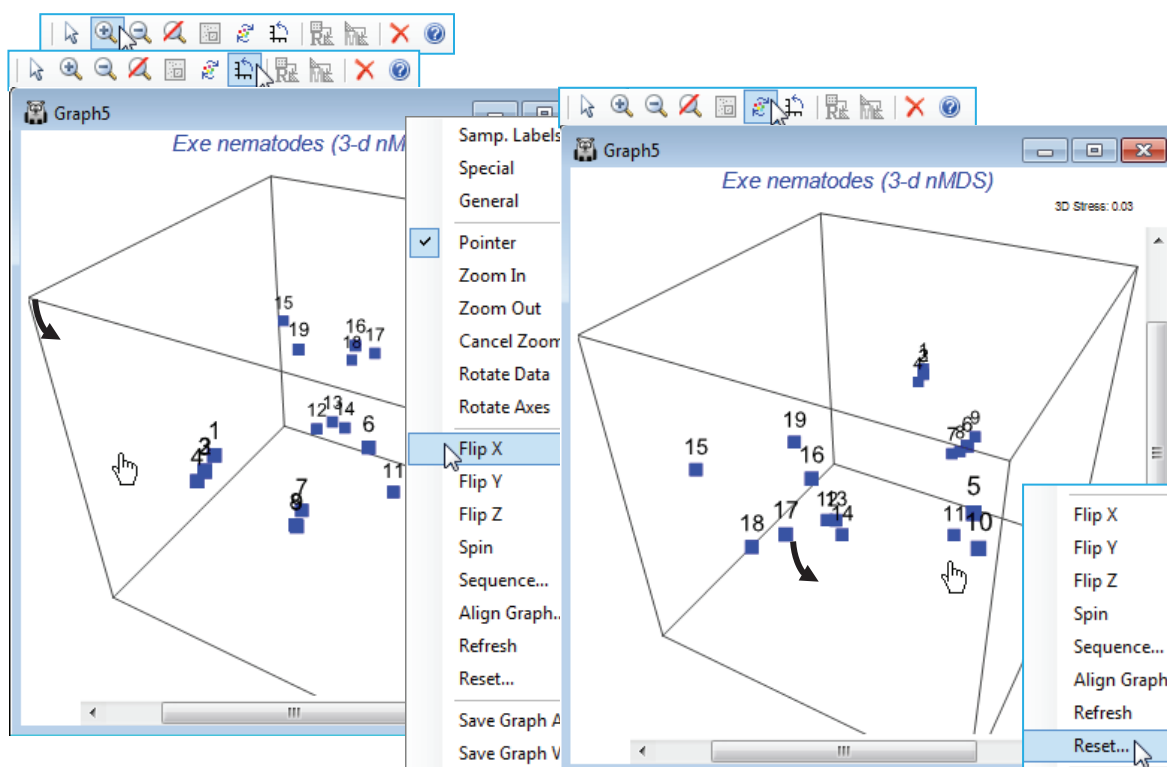 Graph5
Exe nematodes (3-d nM
15
19
16
18
17
12
13
14
6
1
3
4
11
7
8
Samp. Labels
Special
General
Pointer
Zoom In
Zoom Out
Cancel Zoom
Rotate Data
Rotate Axes
Flip X
Flip Y
Flip Z
Spin
Sequence...
Align Graph..
Refresh
Reset...
Save Graph A
Save Graph V
Graph5
Exe nematodes (3-d nMDS)
3D Stress: 0.03
1
4
9
6
8
7
19
15
16
5
12
13
14
17
18
11
10
Flip X
Flip Y
Flip Z
Spin
Sequence...
Align Graph
Refresh
Reset...